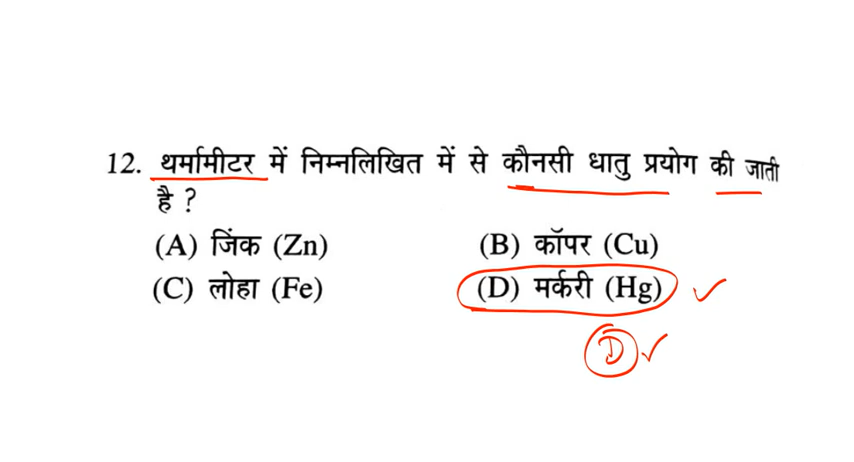 12. थर्मामीटर में निम्नलिखित में से कौनसी धातु प्रयोग की जाती
है ?
(A) जिंक (Zn) (B) कॉपर (Cu)
(C) लोहा (Fe) (D) मर्करी (Hg)
D